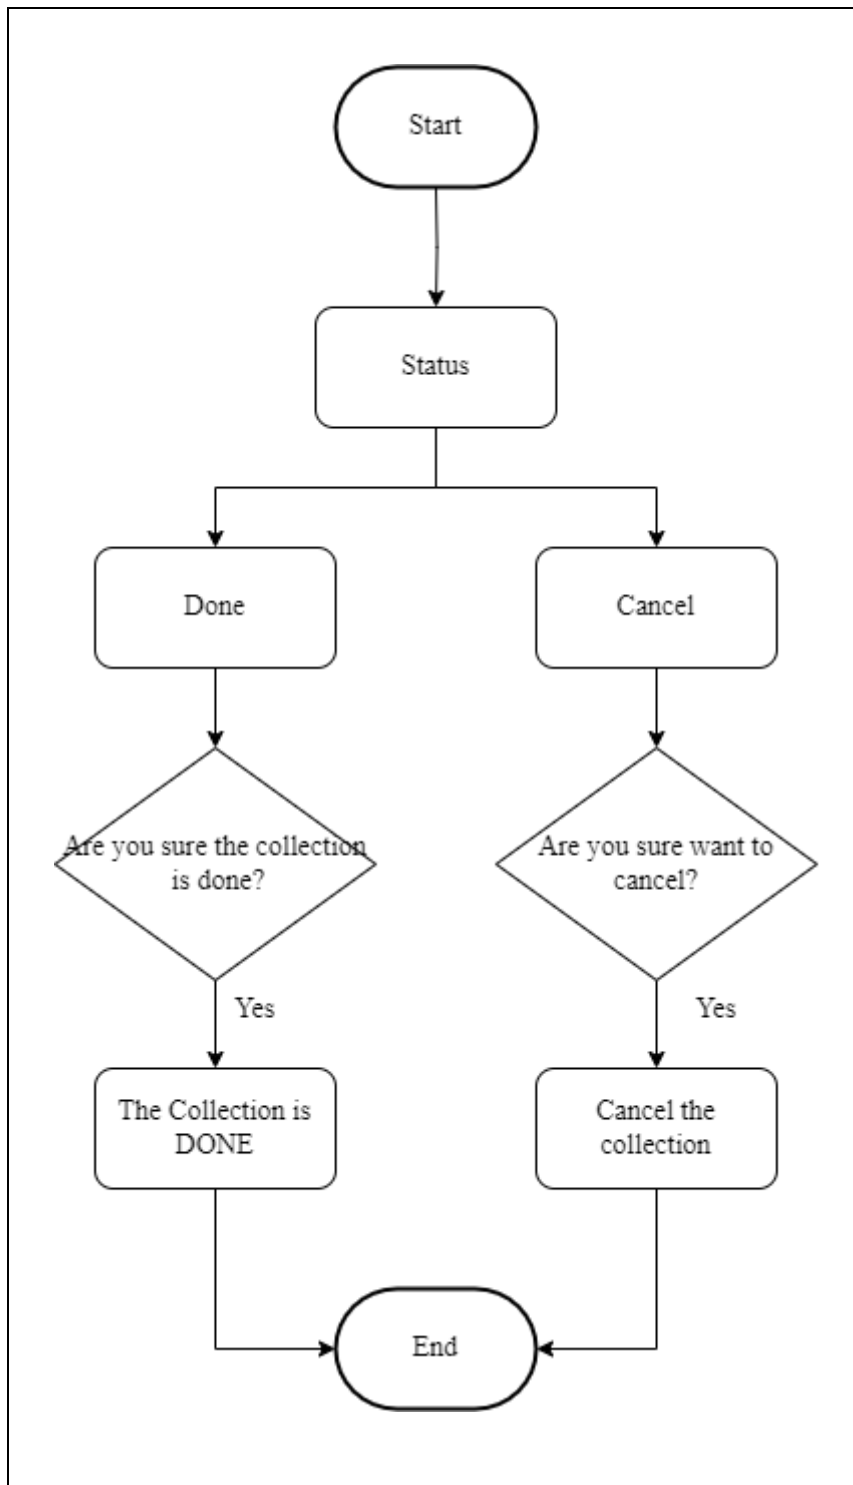 Start
Status
Done
Cancel
Are you sure the collection
is done?
Are you sure want to
cancel?
Yes
Yes
The Collection is
DONE
Cancel the
collection
End